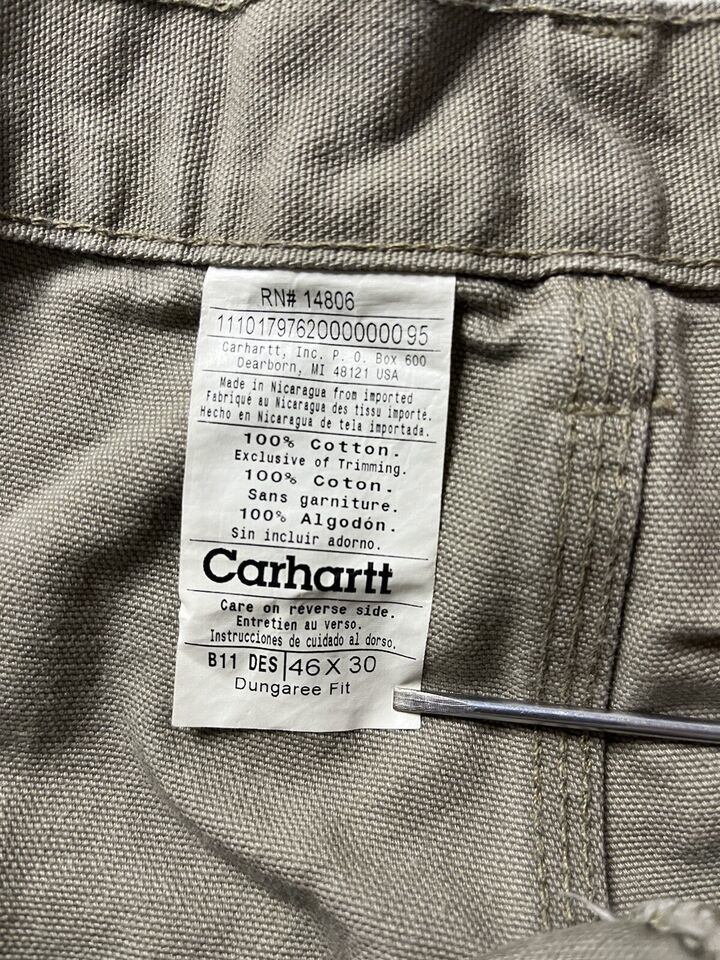 RN# 14806
11101797620000000095
Carhartt, Inc. P. O. Box 600
Dearborn, MI 48121 USA
Made in Nicaragua from imported
Fabriqué au Nicaragua des tissu importé.
Hecho en Nicaragua de tela importada.
100% Cotton.
Exclusive of Trimming.
100% Coton.
Sans garniture.
100% Algodón.
Sin incluir adorno.
Carhartt
Care on reverse side.
Entretien au verso.
Instrucciones de cuidado al dorso.
B11 DES 46 X 30
Dungaree Fit